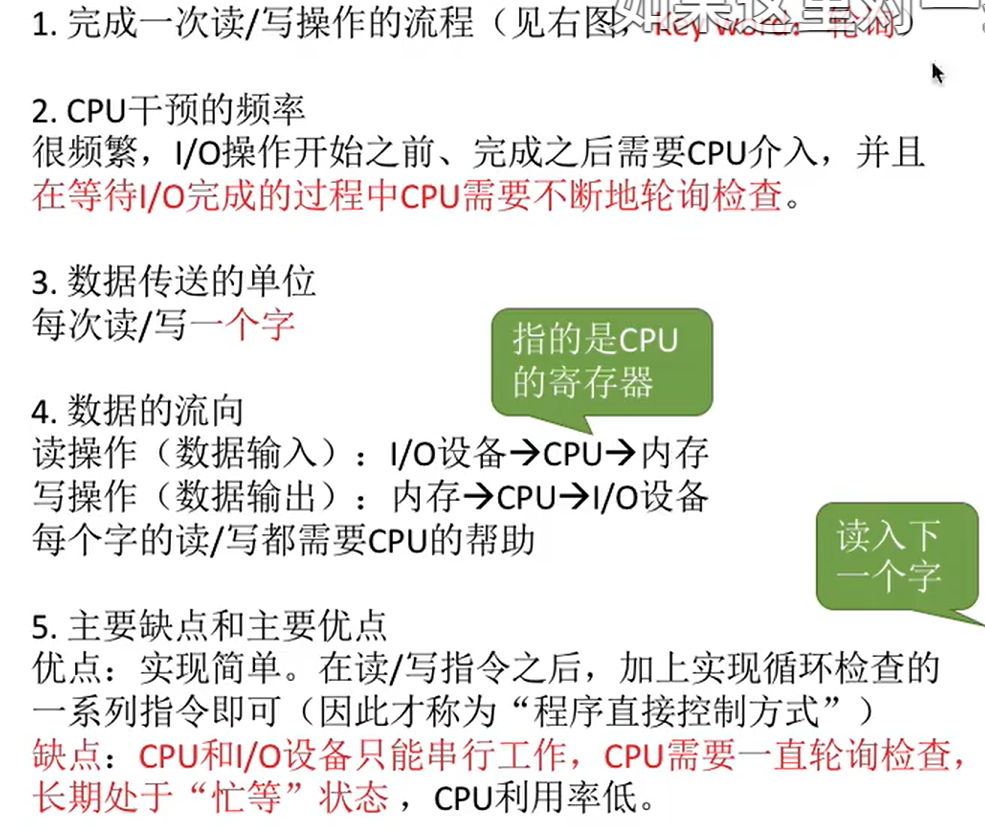 1. 完成一次读/写操作的流程（见右图，Key word：轮询）
如果这里对一
2. CPU干预的频率
很频繁，I/O操作开始之前、完成之后需要CPU介入，并且
在等待I/O完成的过程中CPU需要不断地轮询检查。
3. 数据传送的单位
每次读/写一个字
指的是CPU
的寄存器
4. 数据的流向
读操作（数据输入）：I/O设备→CPU→内存
写操作（数据输出）：内存→CPU→I/O设备
每个字的读/写都需要CPU的帮助
读入下
一个字
5. 主要缺点和主要优点
优点：实现简单。在读/写指令之后，加上实现循环检查的
一系列指令即可（因此才称为“程序直接控制方式”）
缺点：CPU和I/O设备只能串行工作，CPU需要一直轮询检查，
长期处于“忙等”状态，CPU利用率低。